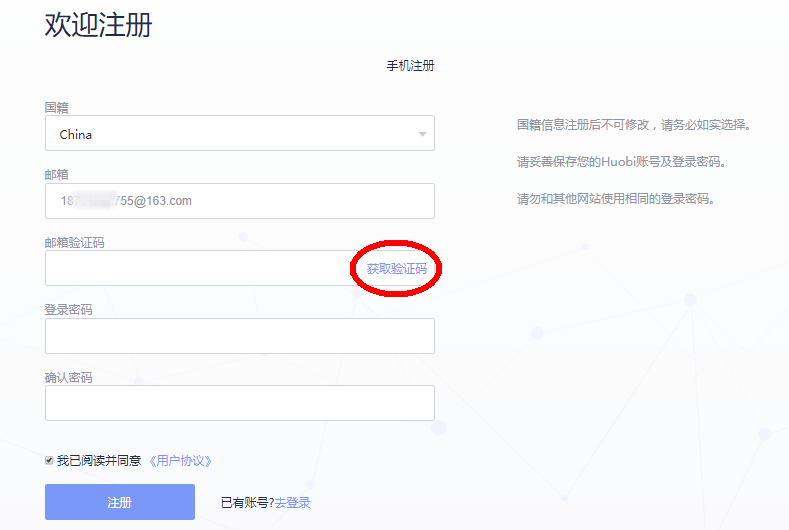 欢迎注册
手机注册
国籍
China
国籍信息注册后不可修改，请务必如实选择。
请妥善保存您的Huobi账号及登录密码。
请勿和其他网站使用相同的登录密码。
邮箱
755@163.com
邮箱验证码
获取验证码
登录密码
确认密码
我已阅读并同意 《用户协议》
注册
已有账号?去登录